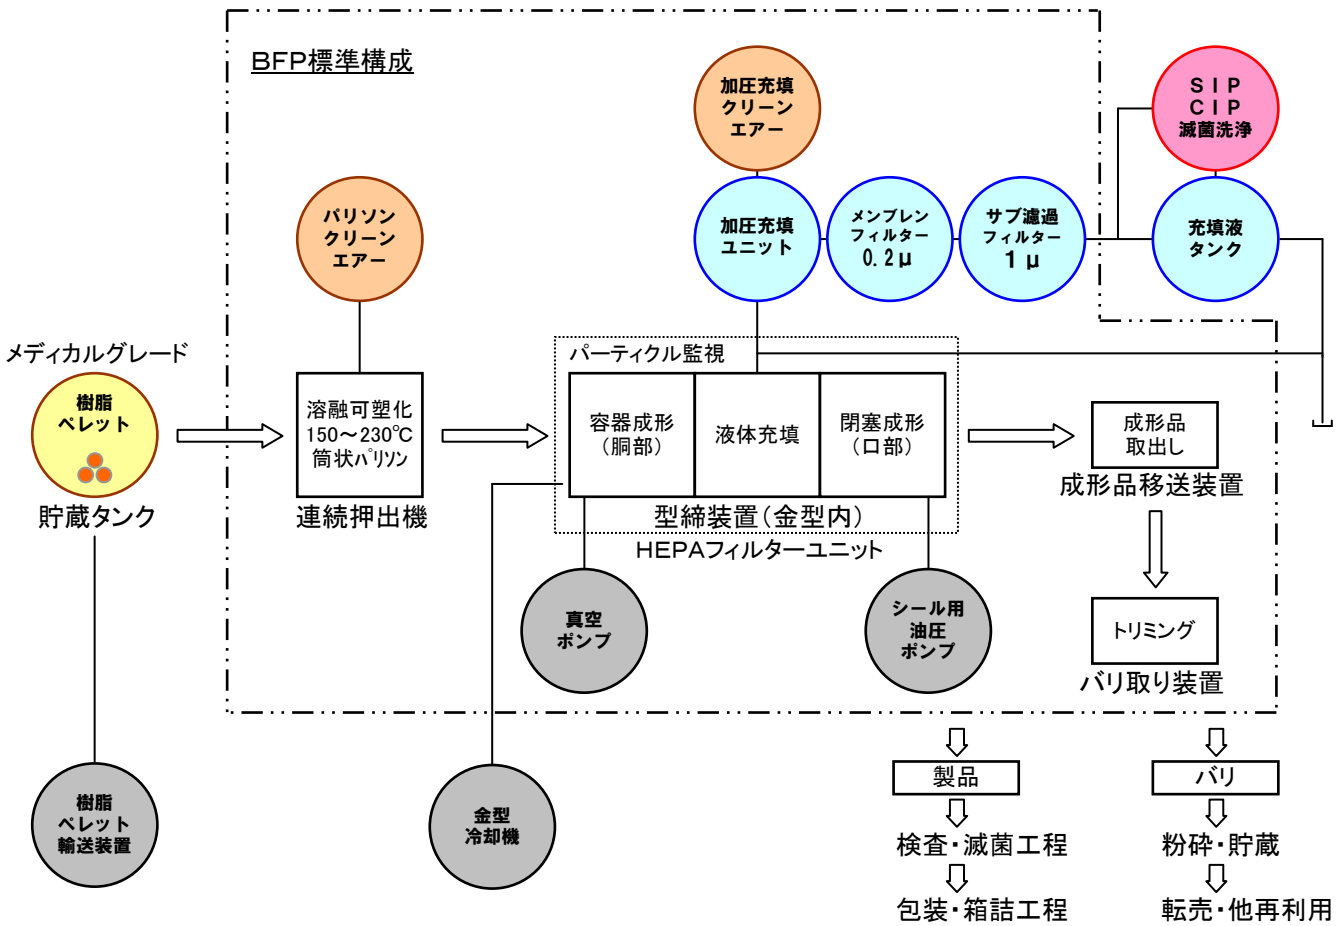 BFP標準構成
加圧充填
クリーン
エアー
SIP
CIP
滅菌洗浄
パリソン
クリーン
エアー
加圧充填
ユニット
メンブレン
フィルター
0.2μ
サブ濾過
フィルター
1μ
充填液
タンク
メディカルグレード
樹脂
ペレット
貯蔵タンク
溶融可塑化
150～230℃
筒状パリソン
連続押出機
パーティクル監視
容器成形
(胴部)
液体充填
閉塞成形
(口部)
型締装置(金型内)
HEPAフィルターユニット
成形品
取出し
成形品移送装置
真空
ポンプ
シール用
油圧
ポンプ
トリミング
バリ取り装置
樹脂
ペレット
輸送装置
金型
冷却機
製品
検査・滅菌工程
包装・箱詰工程
バリ
粉砕・貯蔵
転売・他再利用